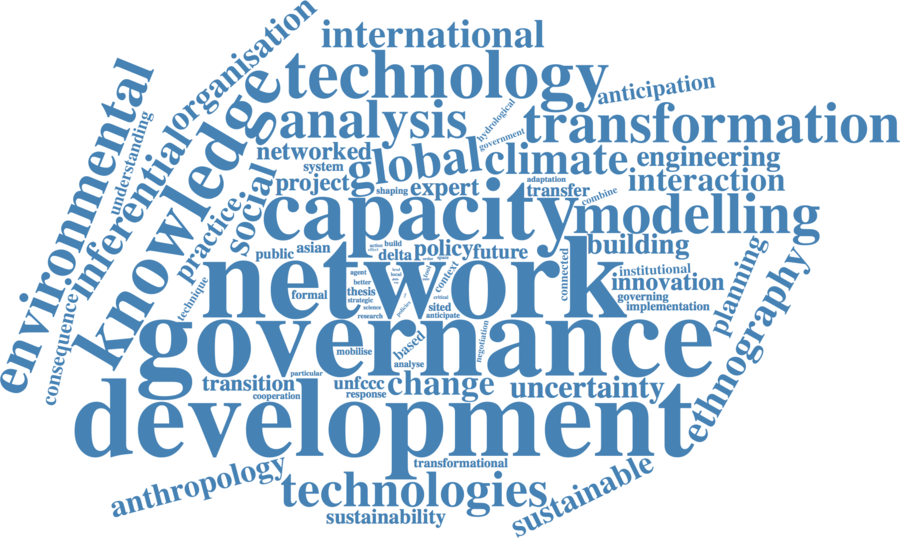 international
technology
organisation
anticipation
environmental
knowledge
analysis
hydrological
government
transformation
understanding
inferential
networked
system
global
climate
engineering
project
shaping
expert
adaptation
transfer
combine
interaction
practice
social
capacity
modelling
public
asian
build
delta
policy
future
building
network
connected
institutional
innovation
planning
agent
better
local
tool
context
formal
thesis
strategic
science
research
policies
critical
sited
anticipate
governing
implementation
technique
consequence
governance
ethnography
mobilise
based
analyse
negotiation
transition
particular
cooperation
unfccc
response
change
uncertainty
development
transformational
anthropology
technologies
sustainable
sustainability